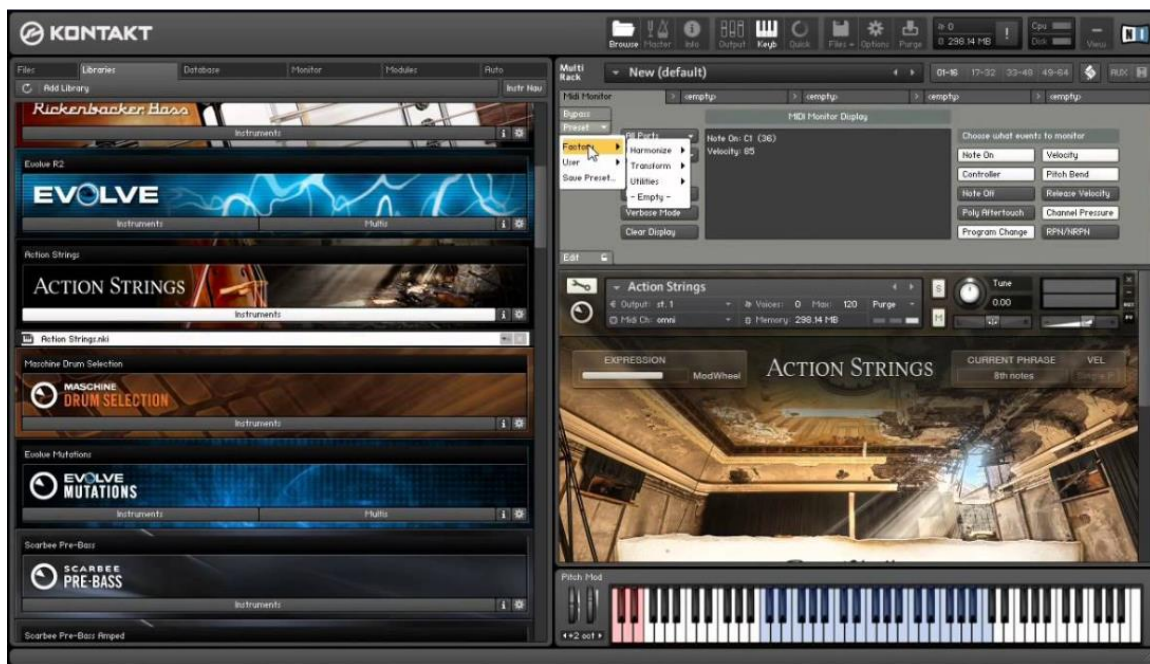 KONTAKT
Browse Master Info Output Keyb Quick Files Options Purge
0
298.14 MB
!
Cpu
Disk
View
NI
Files Libraries Database Monitor Modules Auto
Add Library
Instr Nav
Rickenbacker Bass
Instruments
Evolve R2
EVOLVE
Instruments Multis
Action Strings
ACTION STRINGS
Instruments
Action Strings.nki
Maschine Drum Selection
MASCHINE
DRUM SELECTION
Instruments
Evolve Mutations
EVOLVE
MUTATIONS
Instruments Multis
Scarbee Pre-Bass
SCARBEE
PRE-BASS
Instruments
Scarbee Pre-Bass Amped
Multi
Rack
New (default)
01-16 17-32 33-48 49-64
AUX
Midi Monitor <empty> <empty> <empty> <empty>
Bypass
Preset
Factory
User
Save Preset...
Harmonize
Transform
Utilities
- Empty -
All Ports
Verbose Mode
Clear Display
Edit
MIDI Monitor Display
Note On: C1 (36)
Velocity: 85
Choose what events to monitor
Note On Velocity
Controller Pitch Bend
Note Off Release Velocity
Poly Aftertouch Channel Pressure
Program Change RPN/NRPN
Action Strings
Output: st. 1 Voices: 0 Max: 120 Purge
Midi Ch: omni Memory: 298.14 MB
S
M
Tune
0.00
EXPRESSION
ModWheel
ACTION STRINGS
CURRENT PHRASE VEL
8th notes
Pitch Mod
+2 oct